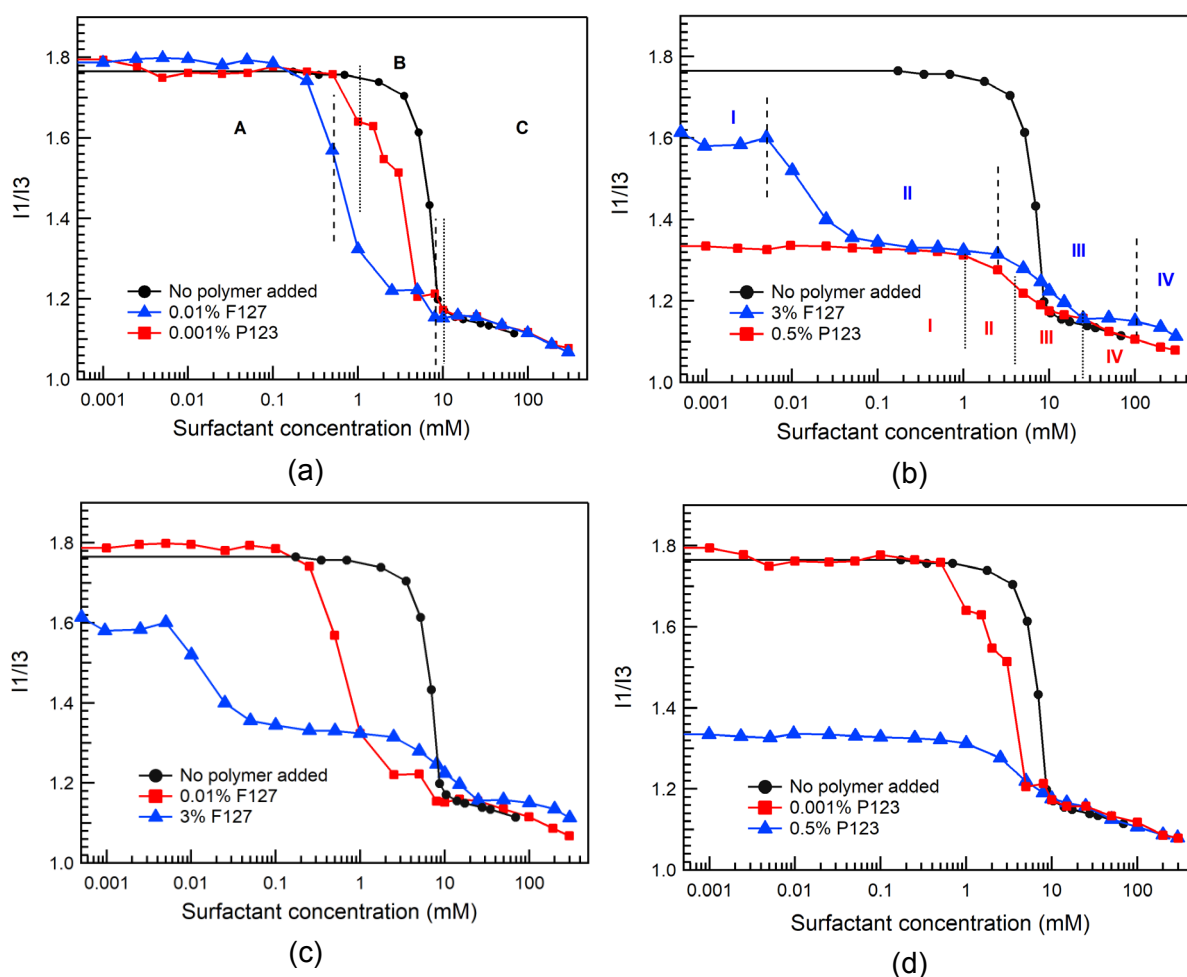 1.8
1.6
1.4
1.2
1.0
I1/I3
A
B
C
No polymer added
0.01% F127
0.001% P123
0.001 0.01 0.1 1 10 100
Surfactant concentration (mM)
(a)
1.8
1.6
1.4
1.2
1.0
I1/I3
I
II
III
IV
No polymer added
3% F127
0.5% P123
I
II
III
IV
0.001 0.01 0.1 1 10 100
Surfactant concentration (mM)
(b)
1.8
1.6
1.4
1.2
1.0
I1/I3
No polymer added
0.01% F127
3% F127
0.001 0.01 0.1 1 10 100
Surfactant concentration (mM)
(c)
1.8
1.6
1.4
1.2
1.0
I1/I3
No polymer added
0.001% P123
0.5% P123
0.001 0.01 0.1 1 10 100
Surfactant concentration (mM)
(d)